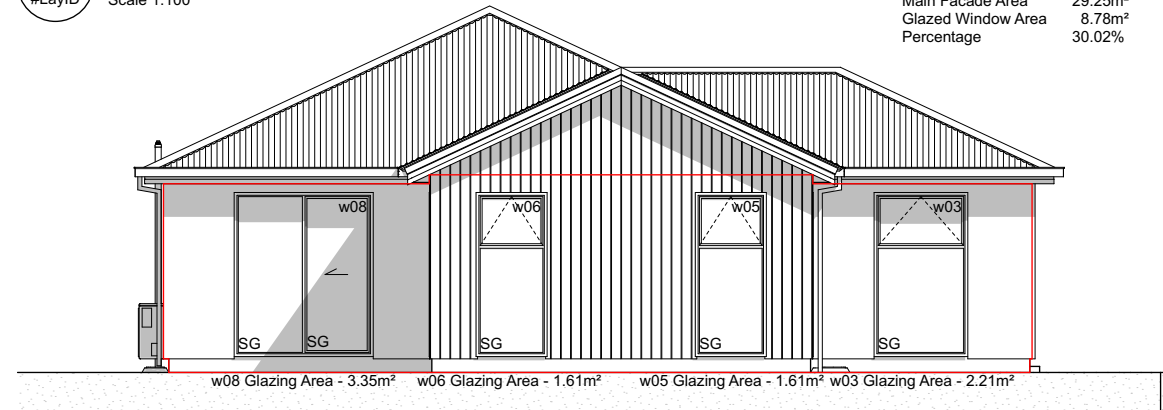 #LayID
Scale 1:100
Main Facade Area 29.25m²
Glazed Window Area 8.78m²
Percentage 30.02%
w08
w06
w05
w03
SG
SG
SG
SG
SG
w08 Glazing Area - 3.35m²
w06 Glazing Area - 1.61m²
w05 Glazing Area - 1.61m²
w03 Glazing Area - 2.21m²